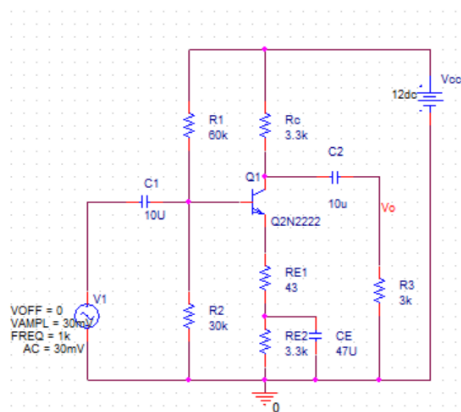 Vcc
12dc
R1
60k
Rc
3.3k
C2
10u
Vo
C1
10U
Q1
Q2N2222
RE1
43
R3
3k
V1
VOFF = 0
VAMPL = 30mV
FREQ = 1k
AC = 30mV
R2
30k
RE2
3.3k
CE
47U
0